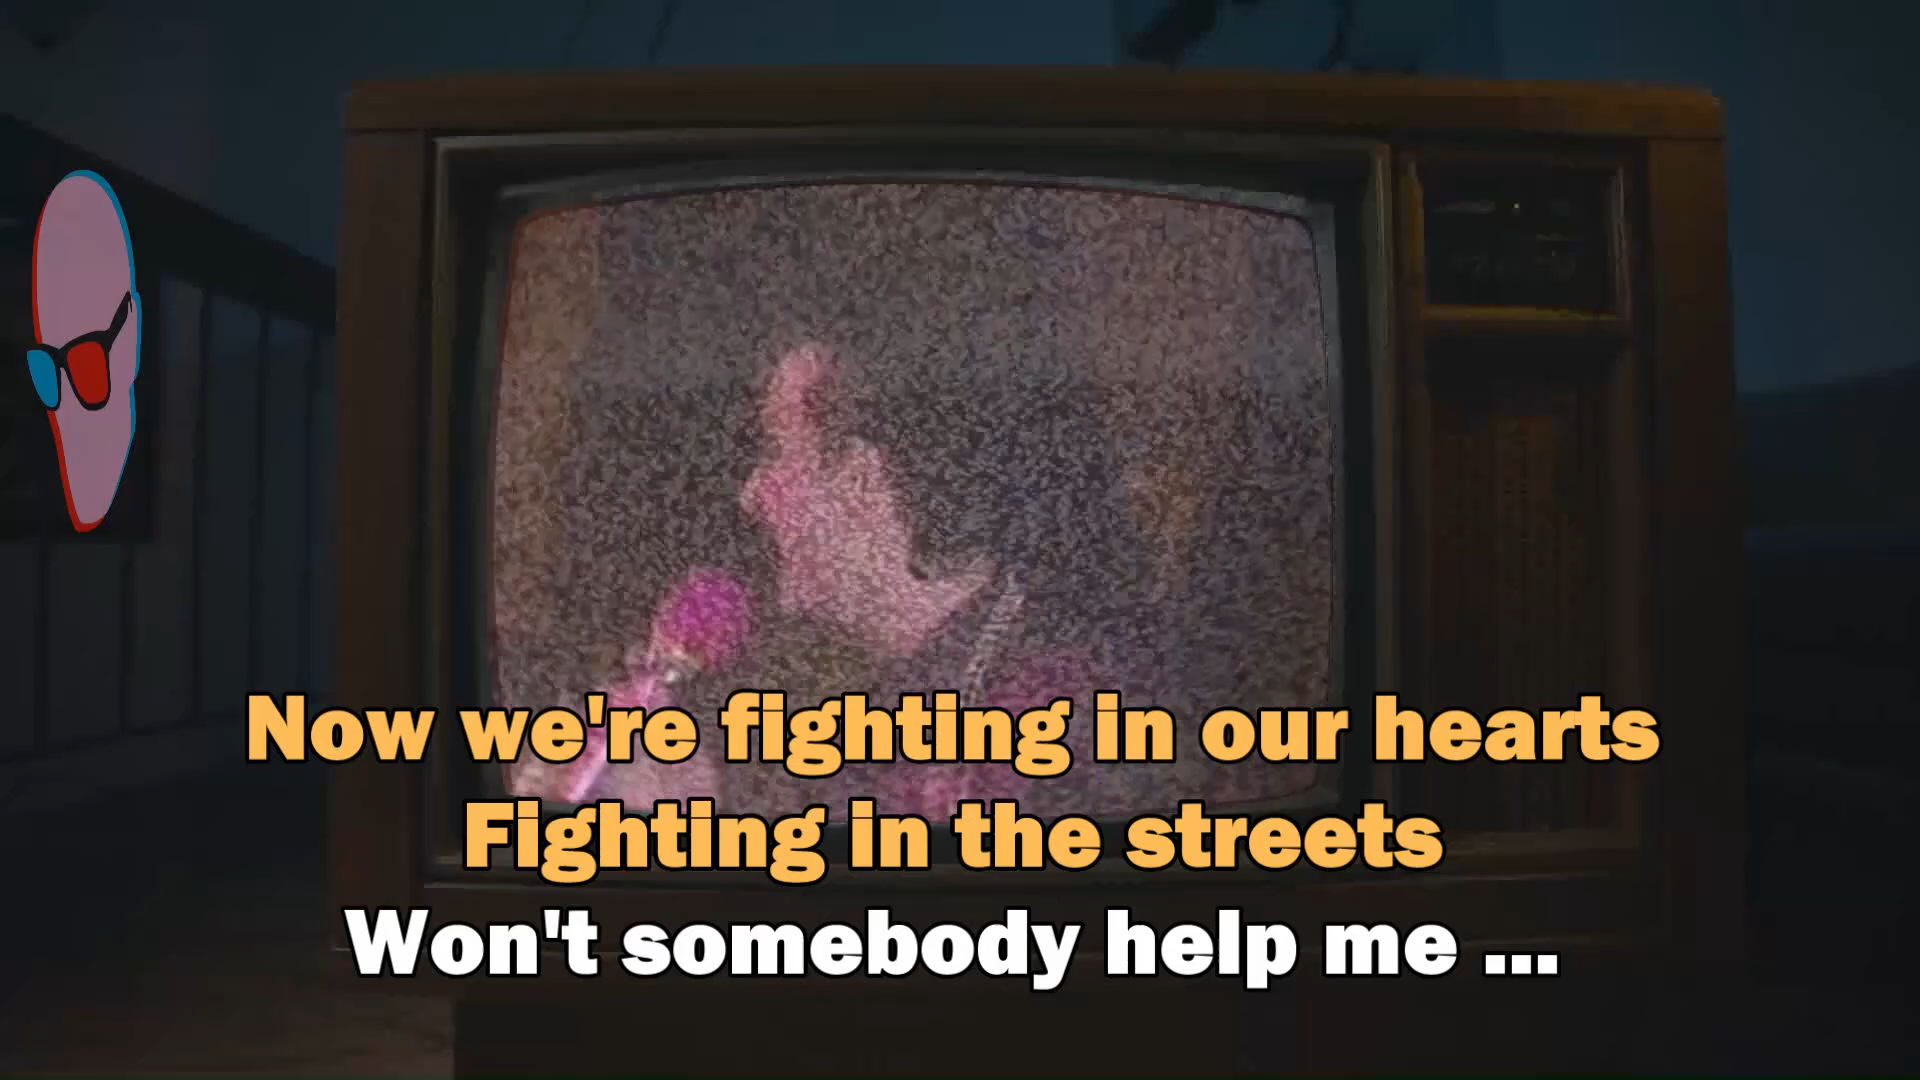 Now we're fighting in our hearts
Fighting in the streets
Won't somebody help me ...